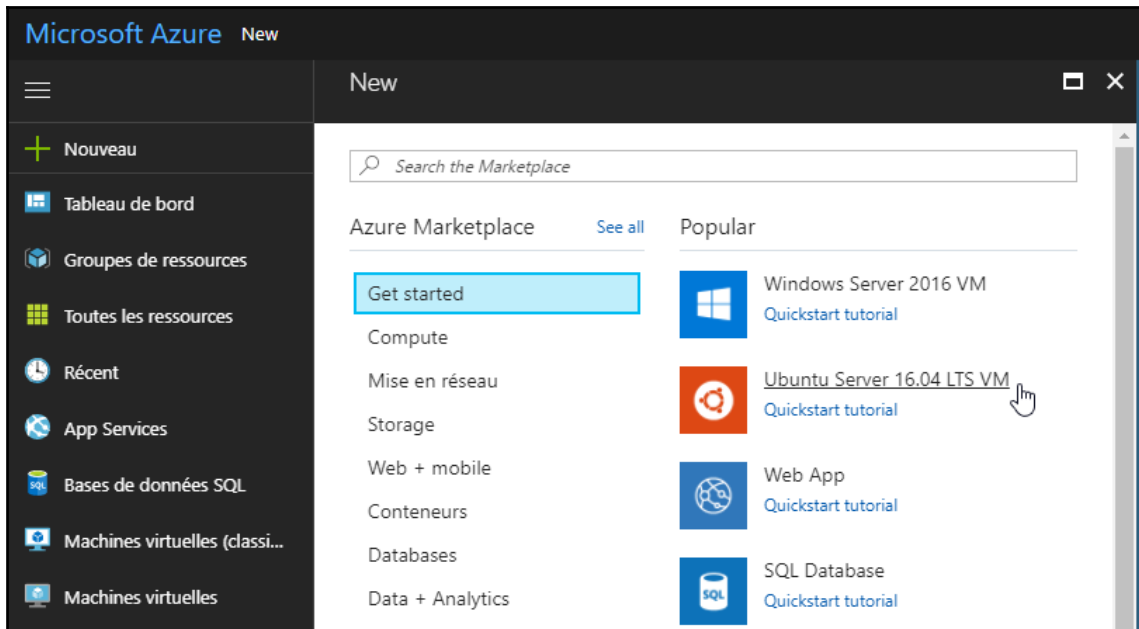 Microsoft Azure New
New
Nouveau
Tableau de bord
Groupes de ressources
Toutes les ressources
Récent
App Services
Bases de données SQL
Machines virtuelles (classi...
Machines virtuelles
Search the Marketplace
Azure Marketplace See all
Get started
Compute
Mise en réseau
Storage
Web + mobile
Conteneurs
Databases
Data + Analytics
Popular
Windows Server 2016 VM
Quickstart tutorial
Ubuntu Server 16.04 LTS VM
Quickstart tutorial
Web App
Quickstart tutorial
SQL Database
Quickstart tutorial